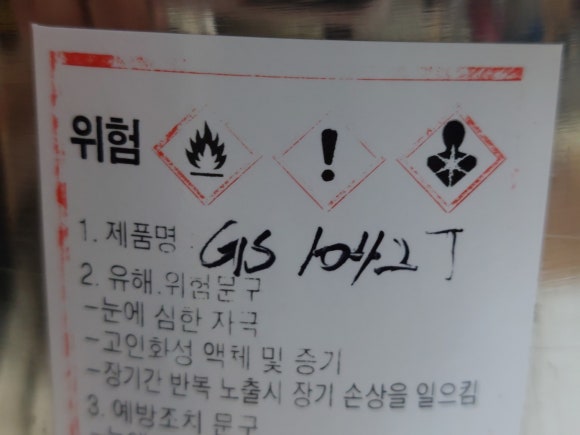 위험
1. 제품명 : GIS 1042J
2. 유해.위험문구
-눈에 심한 자극
-고인화성 액체 및 증기
-장기간 반복 노출시 장기 손상을 일으킴
3. 예방조치 문구